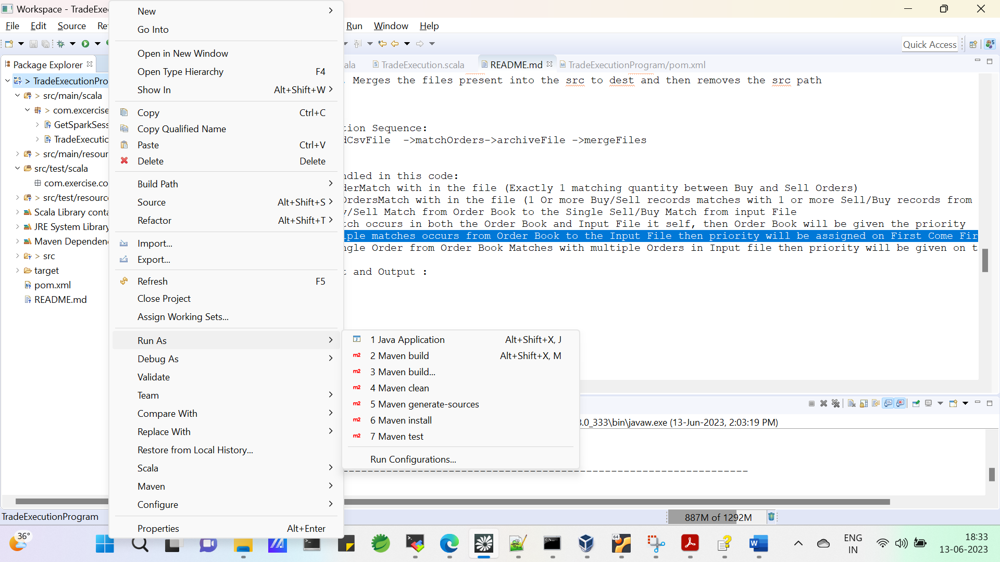 Workspace - TradeExe
File Edit Source Run Window Help
Quick Access
Package Explorer
TradeExecution.scala README.md TradeExecutionProgram/pom.xml
> TradeExecutionPro
> src/main/scala
> com.excercise
GetSparkSess
> src/main/resour
src/test/scala
com.exercise.co
> src/test/resourc
Scala Library conta
JRE System Library
Maven Dependen
> src
target
pom.xml
README.md
New
Go Into
Open in New Window
Open Type Hierarchy F4
Show In Alt+Shift+W
Copy Ctrl+C
Copy Qualified Name
Paste Ctrl+V
Delete Delete
Build Path
Source Alt+Shift+S
Refactor Alt+Shift+T
Import...
Export...
Refresh F5
Close Project
Assign Working Sets...
Run As
Debug As
Validate
Team
Compare With
Replace With
Restore from Local History...
Scala
Maven
Configure
Properties Alt+Enter
1 Java Application Alt+Shift+X, J
2 Maven build Alt+Shift+X, M
3 Maven build...
4 Maven clean
5 Maven generate-sources
6 Maven install
7 Maven test
Run Configurations...
. Merges the files present into the src to dest and then removes the src path
tion Sequence:
dCsvFile ->matchOrders->archiveFile ->mergeFiles
ndled in this code:
derMatch with in the file (Exactly 1 matching quantity between Buy and Sell Orders)
OrdersMatch with in the file (1 Or more Buy/Sell records matches with 1 or more Sell/Buy records from
y/Sell Match from Order Book to the Single Sell/Buy Match from input File
tch occurs in both the Order Book and Input File it self, then Order Book will be given the priority
iple matches occurs from Order Book to the Input File then priority will be assigned on First Come Fir
ngle Order from Order Book Matches with multiple Orders in Input file then priority will be given on t
t and Output :
.0_333\bin\javaw.exe (13-Jun-2023, 2:03:19 PM)
--------------------------------------------------------------
TradeExecutionProgram
887M of 1292M
36°
ENG
IN
18:33
13-06-2023